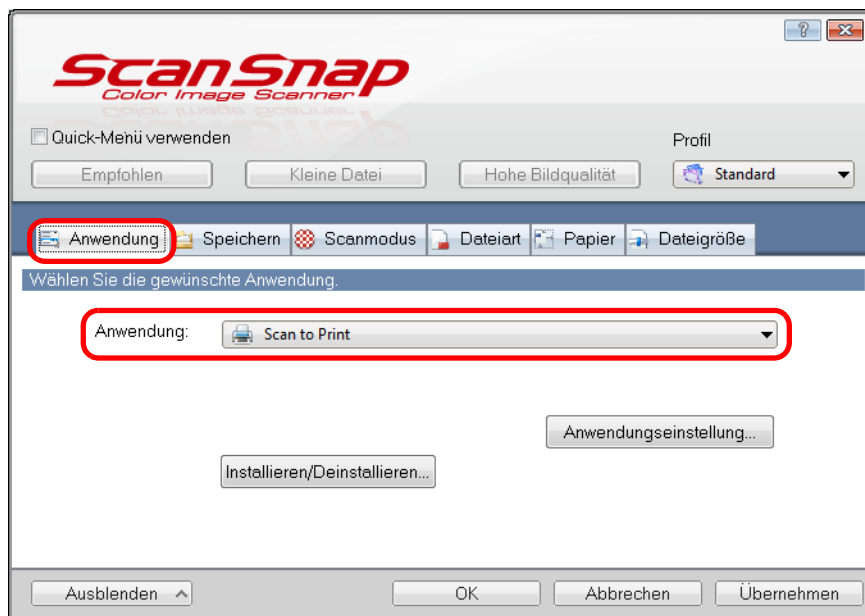 ScanSnap
Color Image Scanner
Quick-Menü verwenden
Profil
Empfohlen
Kleine Datei
Hohe Bildqualität
Standard
Anwendung
Speichern
Scanmodus
Dateiart
Papier
Dateigröße
Wählen Sie die gewünschte Anwendung.
Anwendung:
Scan to Print
Anwendungseinstellung...
Installieren/Deinstallieren...
Ausblenden
OK
Abbrechen
Übernehmen